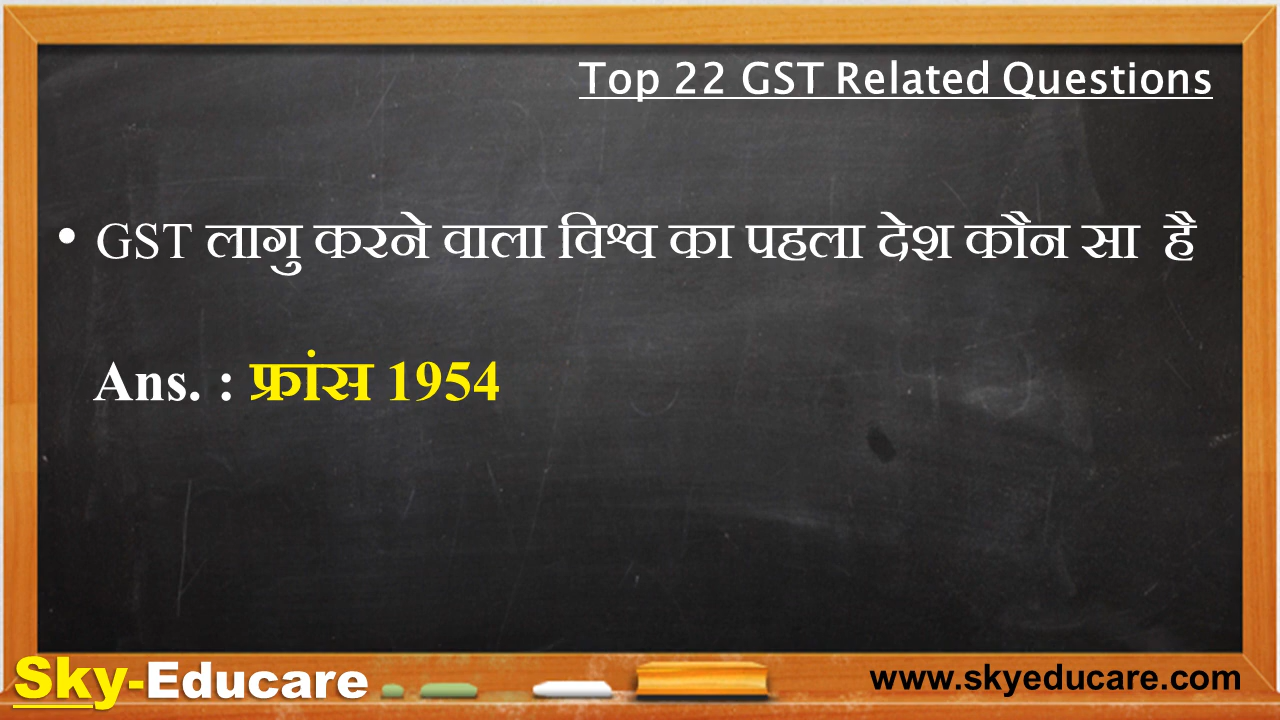 Top 22 GST Related Questions
• GST लागु करने वाला विश्व का पहला देश कौन सा है
Ans. : फ्रांस 1954
Sky-Educare
www.skyeducare.com